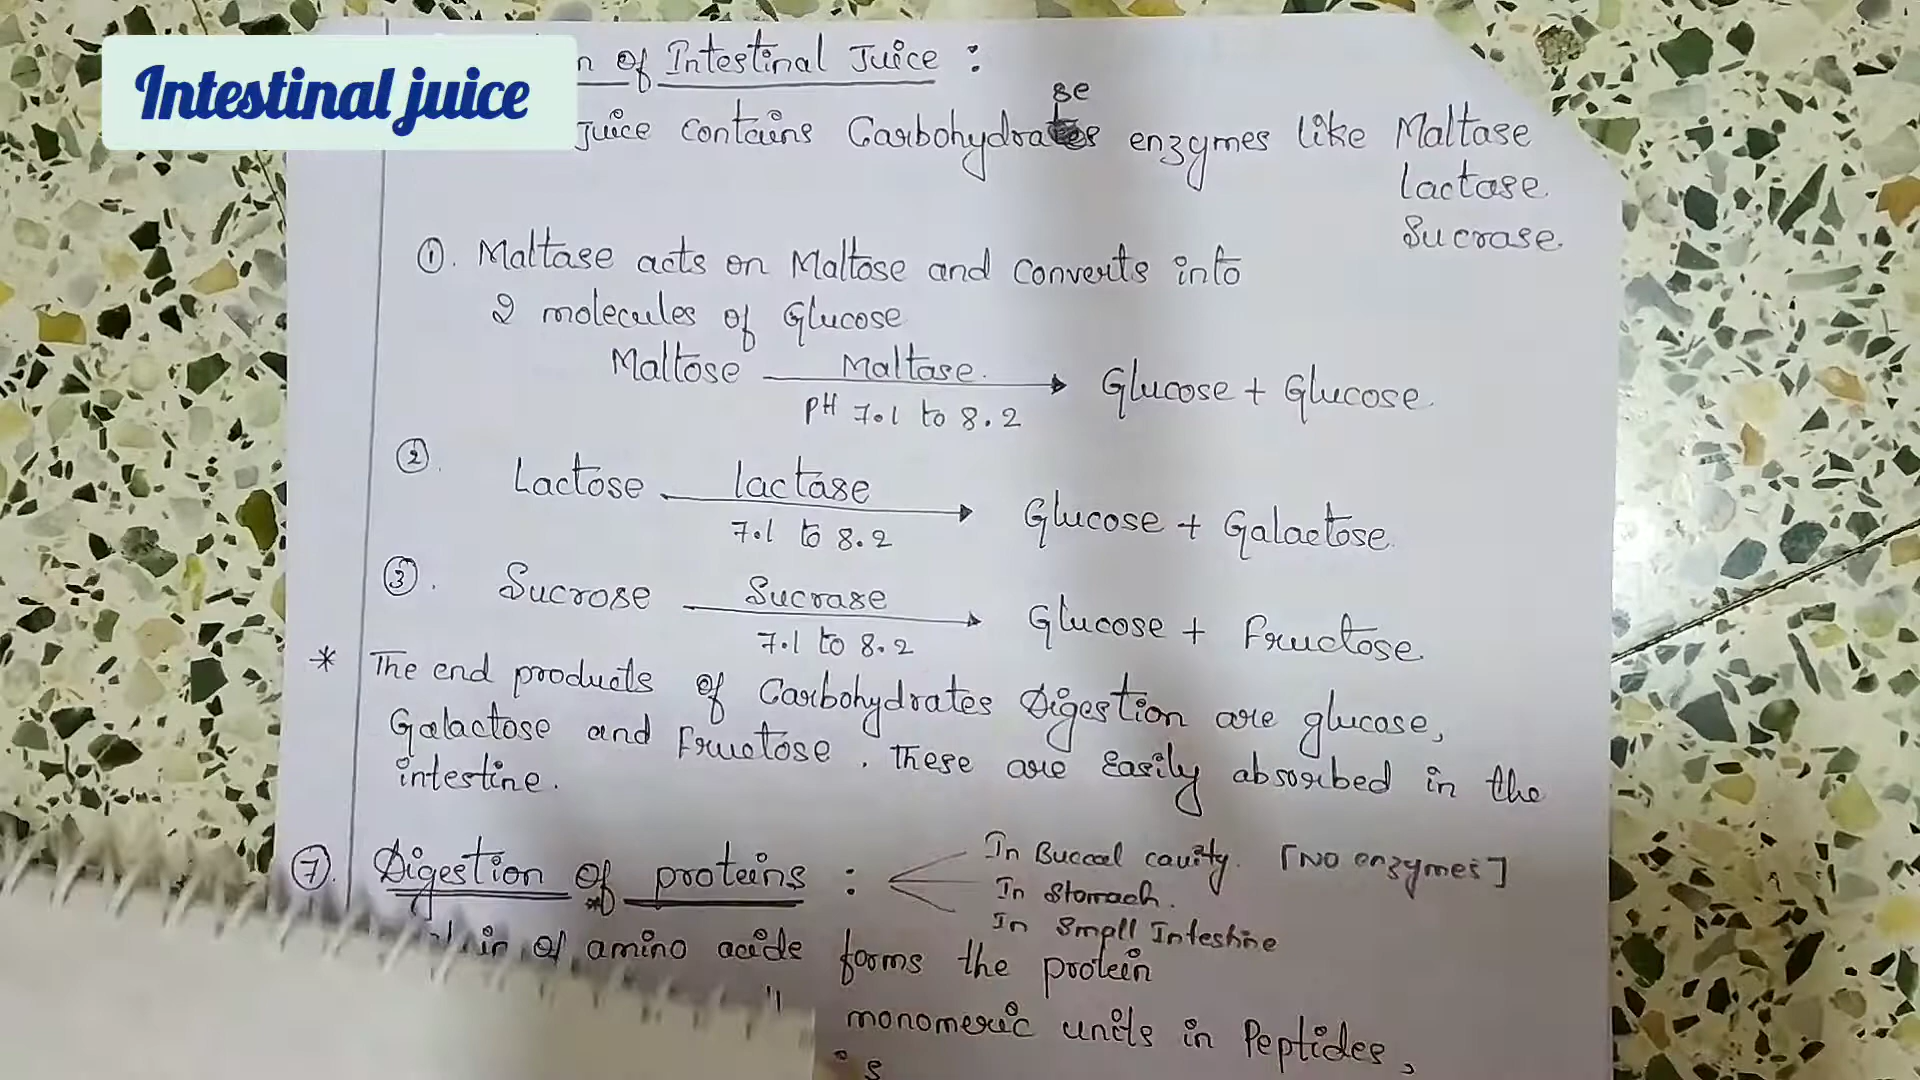 Intestinal juice
n of Intestinal Juice :
se
Juice contains Carbohydrates enzymes like Maltase
lactase.
Sucrase.
①. Maltase acts on Maltose and converts into
2 molecules of Glucose
Maltose Maltase. Glucose + Glucose.
pH 7.1 to 8.2
②. Lactose lactase Glucose + Galactose.
7.1 to 8.2
③. Sucrose Sucrase Glucose + Fructose.
7.1 to 8.2
* The end products of Carbohydrates Digestion are glucose,
Galactose and Fructose. These are Easily absorbed in the
intestine.
⑦. Digestion of proteins : In Buccal cavity. [No enzymes]
In Stomach.
In Small Intestine
of amino acids forms the protein
monomeric units in Peptides,
is